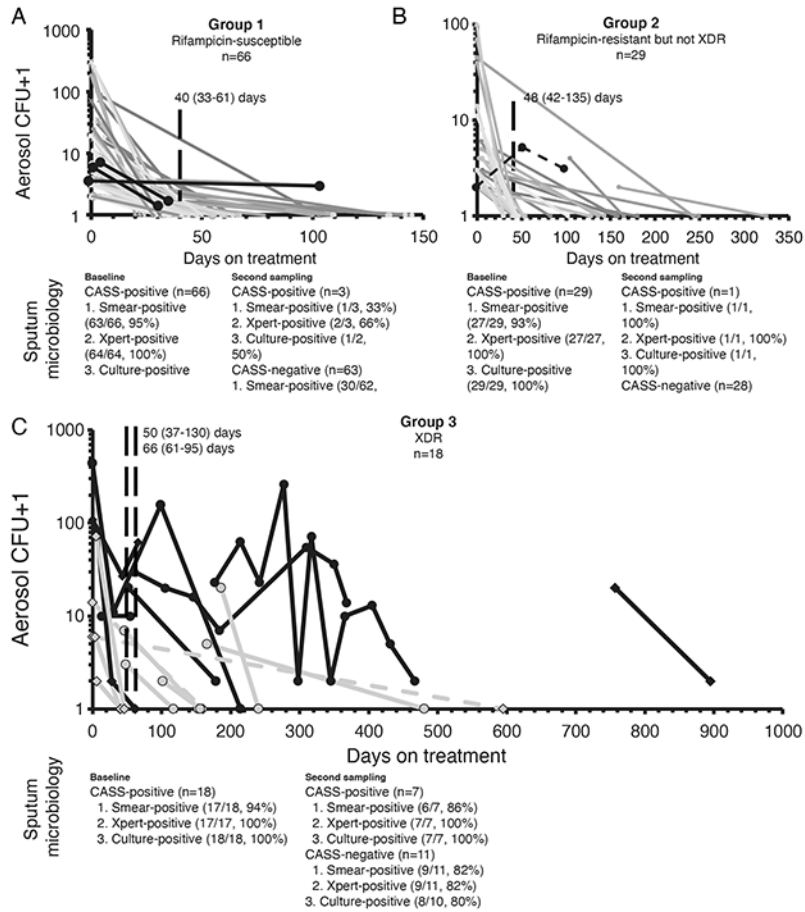 A
Group 1
Rifampicin-susceptible
n=66
1000
100
10
1
Aerosol CFU+1
40 (33-61) days
0
50
100
150
Days on treatment
Sputum
microbiology
Baseline
CASS-positive (n=66)
1. Smear-positive
(63/66, 95%)
2. Xpert-positive
(64/64, 100%)
3. Culture-positive
Second sampling
CASS-positive (n=3)
1. Smear-positive (1/3, 33%)
2. Xpert-positive (2/3, 66%)
3. Culture-positive (1/2,
50%)
CASS-negative (n=63)
1. Smear-positive (30/62,
B
Group 2
Rifampicin-resistant but not XDR
n=29
100
10
1
48 (42-135) days
0
50
100
150
200
250
300
350
Days on treatment
Baseline
CASS-positive (n=29)
1. Smear-positive
(27/29, 93%)
2. Xpert-positive (27/27,
100%)
3. Culture-positive
(29/29, 100%)
Second sampling
CASS-positive (n=1)
1. Smear-positive (1/1,
100%)
2. Xpert-positive (1/1, 100%)
3. Culture-positive (1/1,
100%)
CASS-negative (n=28)
C
Group 3
XDR
n=18
1000
100
10
1
Aerosol CFU+1
50 (37-130) days
66 (61-95) days
0
100
200
300
400
500
600
700
800
900
1000
Days on treatment
Sputum
microbiology
Baseline
CASS-positive (n=18)
1. Smear-positive (17/18, 94%)
2. Xpert-positive (17/17, 100%)
3. Culture-positive (18/18, 100%)
Second sampling
CASS-positive (n=7)
1. Smear-positive (6/7, 86%)
2. Xpert-positive (7/7, 100%)
3. Culture-positive (7/7, 100%)
CASS-negative (n=11)
1. Smear-positive (9/11, 82%)
2. Xpert-positive (9/11, 82%)
3. Culture-positive (8/10, 80%)